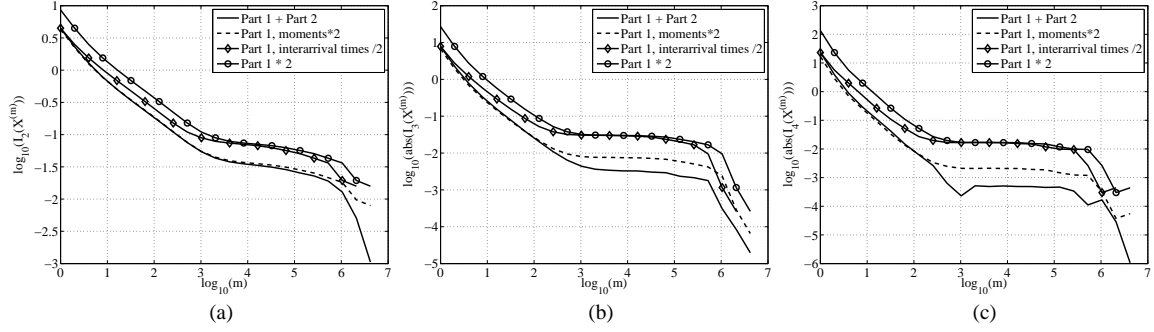 Part 1 + Part 2
Part 1, moments*2
Part 1, interarrival times /2
Part 1 * 2
log10(I2(X(m)))
1
0.5
0
−0.5
−1
−1.5
−2
−2.5
−3
0 1 2 3 4 5 6 7
log10(m)
(a)
Part 1 + Part 2
Part 1, moments*2
Part 1, interarrival times /2
Part 1 * 2
log10(abs(I3(X(m))))
2
1
0
−1
−2
−3
−4
−5
0 1 2 3 4 5 6 7
log10(m)
(b)
Part 1 + Part 2
Part 1, moments*2
Part 1, interarrival times /2
Part 1 * 2
log10(abs(I4(X(m))))
3
2
1
0
−1
−2
−3
−4
−5
−6
0 1 2 3 4 5 6 7
log10(m)
(c)